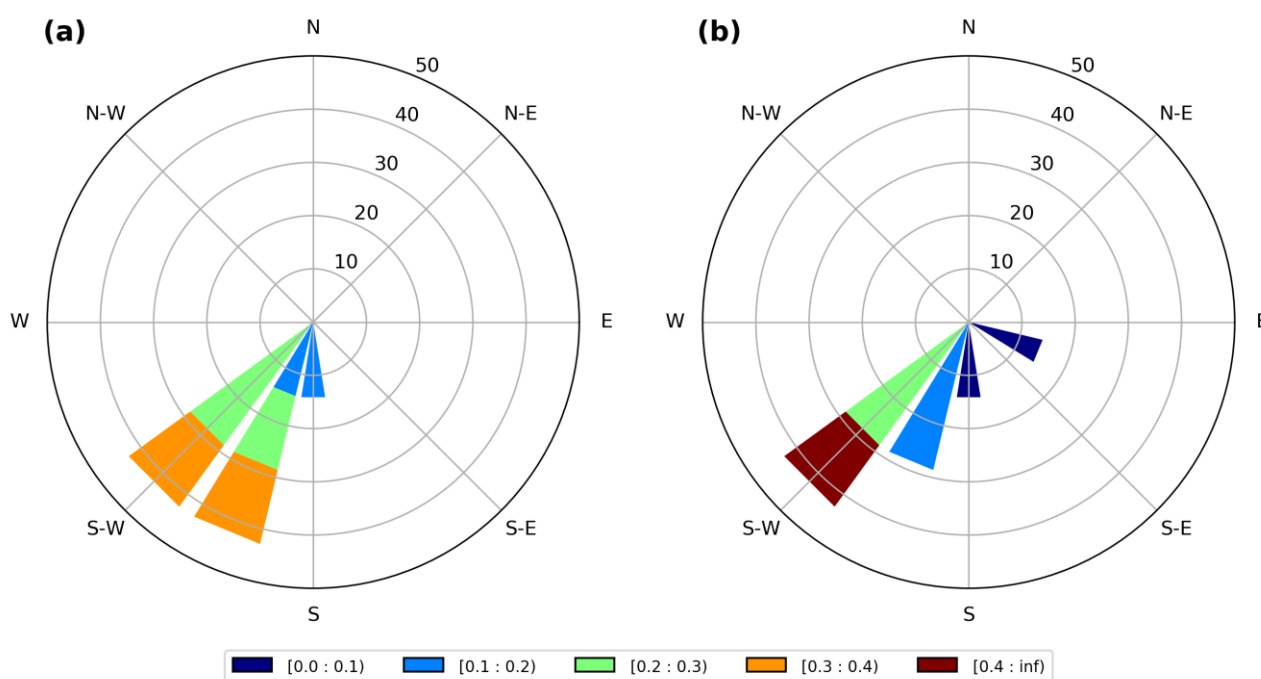 (a)
N
50
N-W
N-E
40
30
20
10
W
E
S-W
S-E
S
(b)
N
50
N-W
N-E
40
30
20
10
W
E
S-W
S-E
S
[0.0 : 0.1)
[0.1 : 0.2)
[0.2 : 0.3)
[0.3 : 0.4)
[0.4 : inf)